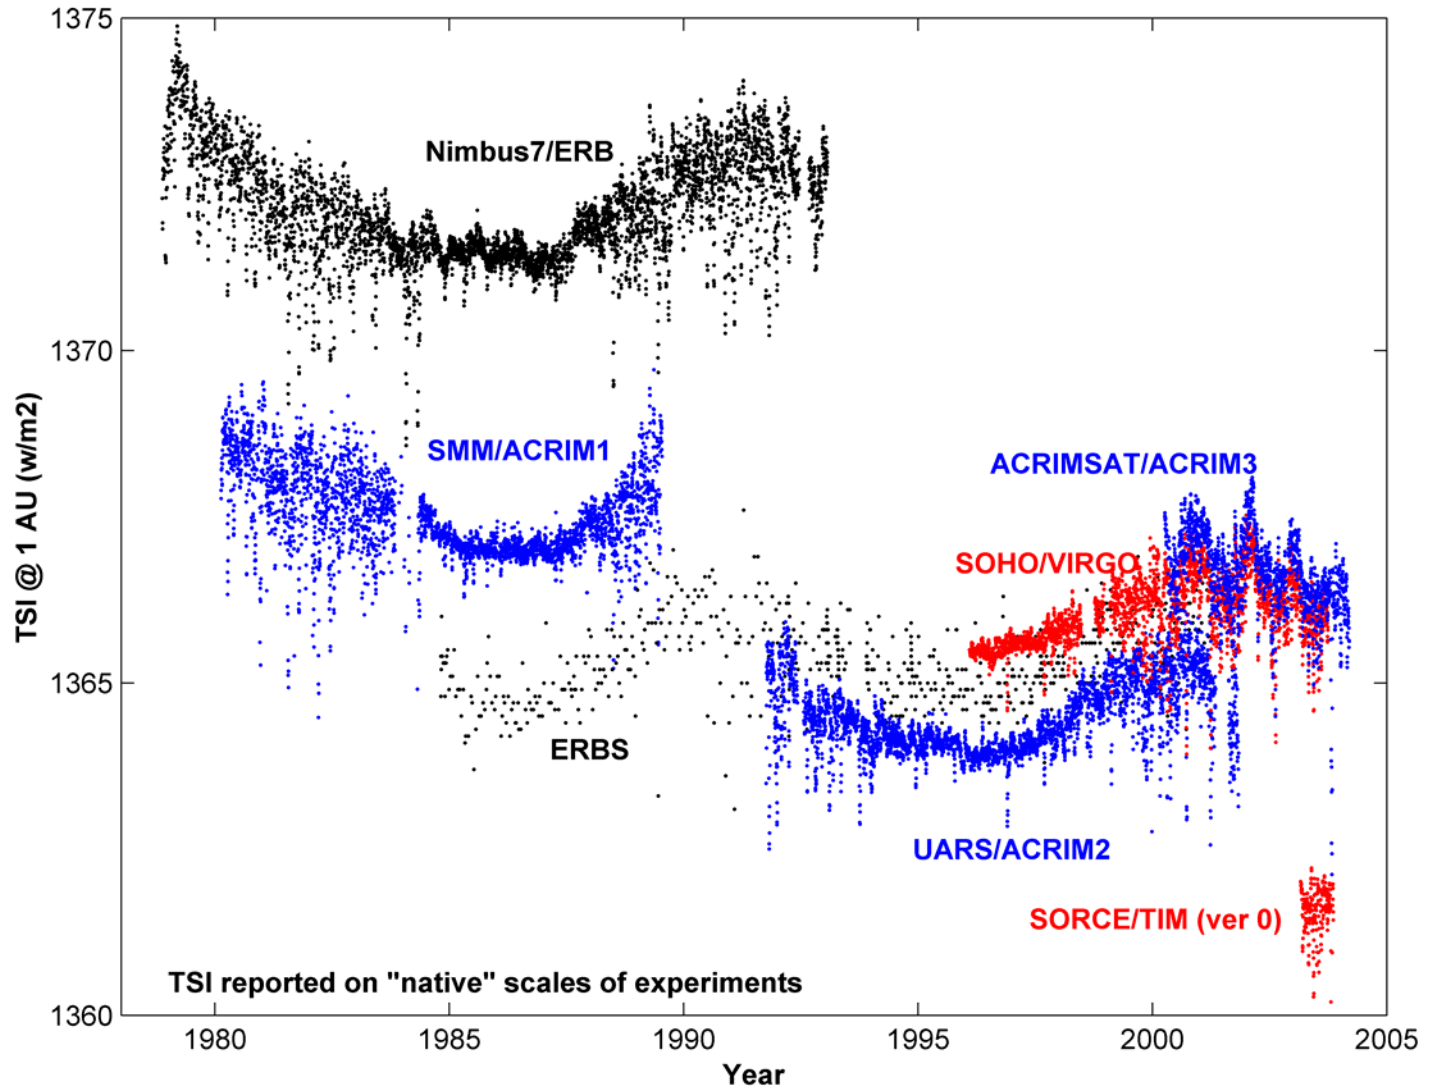 1375
Nimbus7/ERB
1370
SMM/ACRIM1
ACRIMSAT/ACRIM3
SOHO/VIRGO
TSI @ 1 AU (w/m2)
1365
ERBS
UARS/ACRIM2
SORCE/TIM (ver 0)
TSI reported on "native" scales of experiments
1360
1980 1985 1990 1995 2000 2005
Year